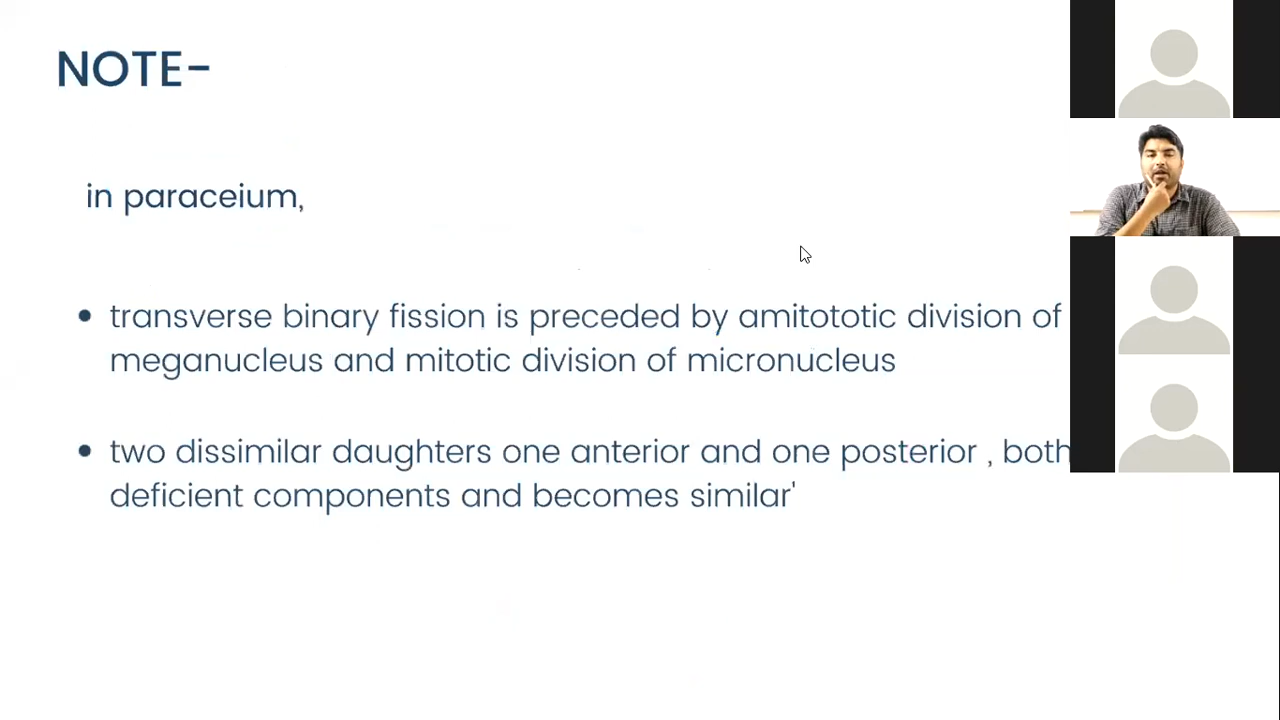 NOTE-
in paraceium,
transverse binary fission is preceded by amitototic division of
meganucleus and mitotic division of micronucleus
two dissimilar daughters one anterior and one posterior , both
deficient components and becomes similar'